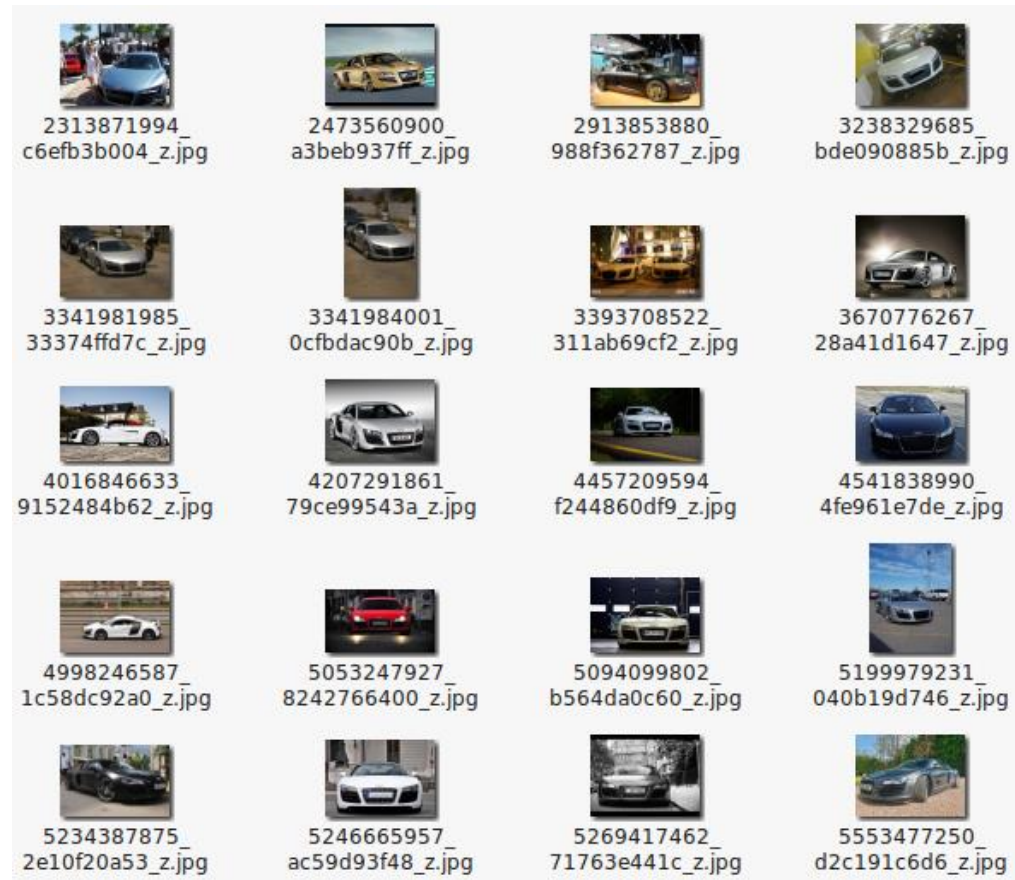 2313871994_
c6efb3b004_z.jpg
2473560900_
a3beb937ff_z.jpg
2913853880_
988f362787_z.jpg
3238329685_
bde090885b_z.jpg
3341981985_
33374ffd7c_z.jpg
3341984001_
0cfbdac90b_z.jpg
3393708522_
311ab69cf2_z.jpg
3670776267_
28a41d1647_z.jpg
4016846633_
9152484b62_z.jpg
4207291861_
79ce99543a_z.jpg
4457209594_
f244860df9_z.jpg
4541838990_
4fe961e7de_z.jpg
4998246587_
1c58dc92a0_z.jpg
5053247927_
8242766400_z.jpg
5094099802_
b564da0c60_z.jpg
5199979231_
040b19d746_z.jpg
5234387875_
2e10f20a53_z.jpg
5246665957_
ac59d93f48_z.jpg
5269417462_
71763e441c_z.jpg
5553477250_
d2c191c6d6_z.jpg